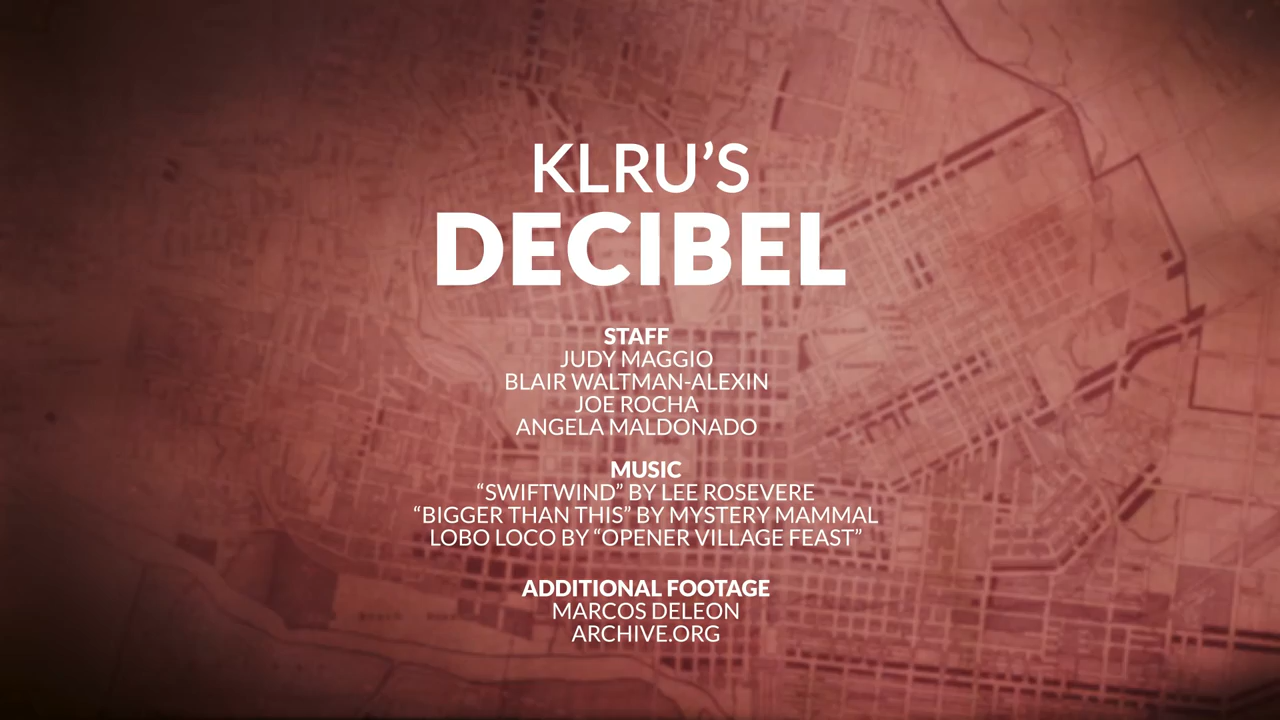 KLRU’S
DECIBEL
STAFF
JUDY MAGGIO
BLAIR WALTMAN-ALEXIN
JOE ROCHA
ANGELA MALDONADO
MUSIC
“SWIFTWIND” BY LEE ROSEVERE
“BIGGER THAN THIS” BY MYSTERY MAMMAL
LOBO LOCO BY “OPENER VILLAGE FEAST”
ADDITIONAL FOOTAGE
MARCOS DELEON
ARCHIVE.ORG